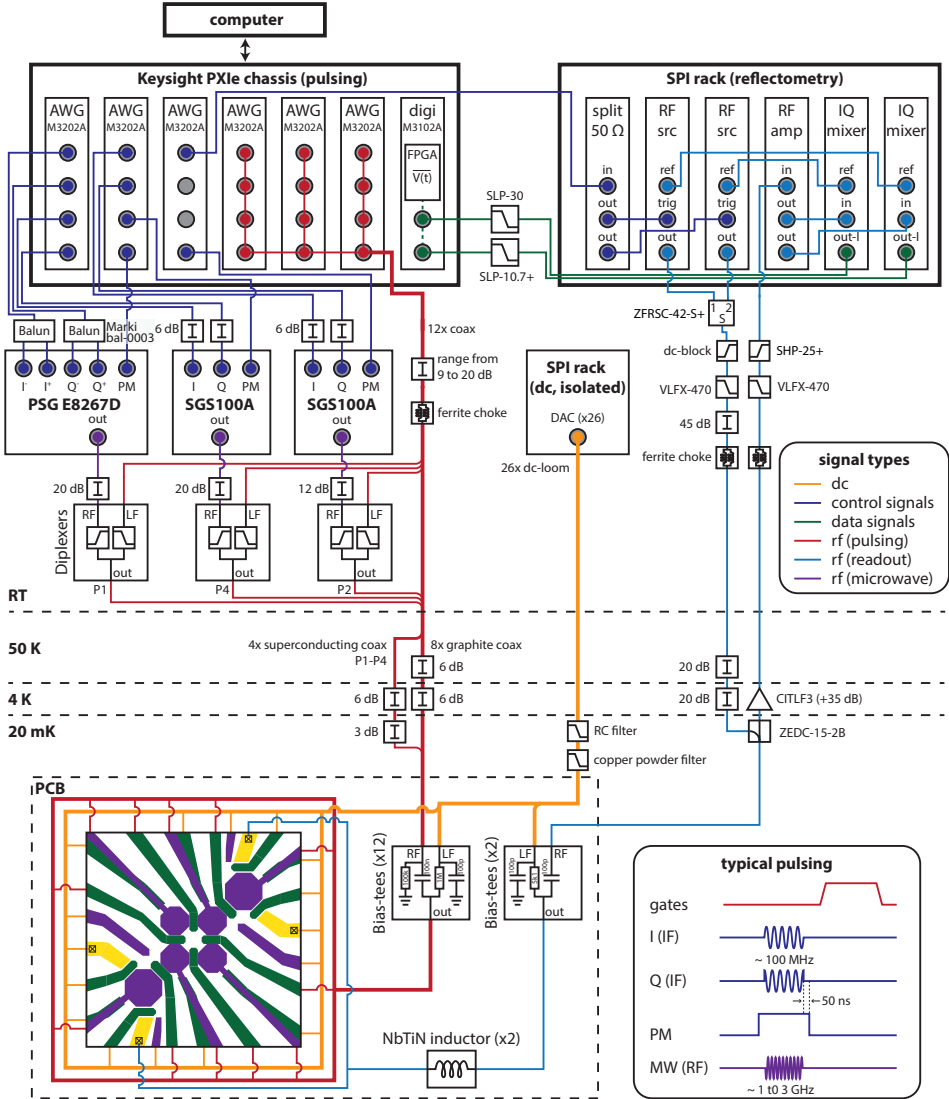 computer
Keysight PXIe chassis (pulsing)
AWG
M3202A
AWG
M3202A
AWG
M3202A
AWG
M3202A
AWG
M3202A
AWG
M3202A
digi
M3102A
FPGA
V(t)
SLP-30
SLP-10.7+
SPI rack (reflectometry)
split
50 Ω
in
out
out
RF
src
ref
trig
out
RF
src
ref
trig
out
RF
amp
in
out
out
IQ
mixer
ref
in
out-I
IQ
mixer
ref
in
out-I
Balun
Balun
Marki
bal-0003
6 dB
6 dB
I-
I+
Q-
Q+
PM
PSG E8267D
out
I
Q
PM
SGS100A
out
I
Q
PM
SGS100A
out
12x coax
range from
9 to 20 dB
ferrite choke
SPI rack
(dc, isolated)
DAC (x26)
26x dc-loom
ZFRSC-42-S+
1
2
S
dc-block
SHP-25+
VLFX-470
VLFX-470
45 dB
ferrite choke
signal types
dc
control signals
data signals
rf (pulsing)
rf (readout)
rf (microwave)
20 dB
20 dB
12 dB
Diplexers
RF
LF
out
RF
LF
out
RF
LF
out
P1
P4
P2
RT
50 K
4x superconducting coax
P1-P4
8x graphite coax
6 dB
20 dB
4 K
6 dB
6 dB
20 dB
CITLF3 (+35 dB)
20 mK
3 dB
RC filter
copper powder filter
ZEDC-15-2B
PCB
Bias-tees (x12)
RF
LF
100k
100n
1M
100p
out
Bias-tees (x2)
LF
RF
100p
5k1
100p
out
NbTiN inductor (x2)
typical pulsing
gates
I (IF)
~ 100 MHz
Q (IF)
50 ns
PM
MW (RF)
~ 1 to 3 GHz